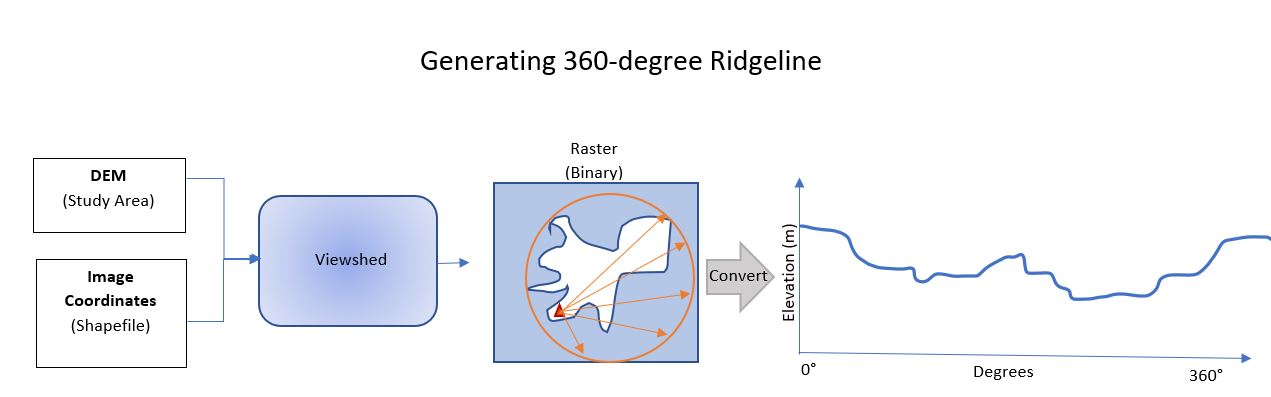 Generating 360-degree Ridgeline
DEM
(Study Area)
Image
Coordinates
(Shapefile)
Viewshed
Raster
(Binary)
Convert
Elevation (m)
0°
Degrees
360°